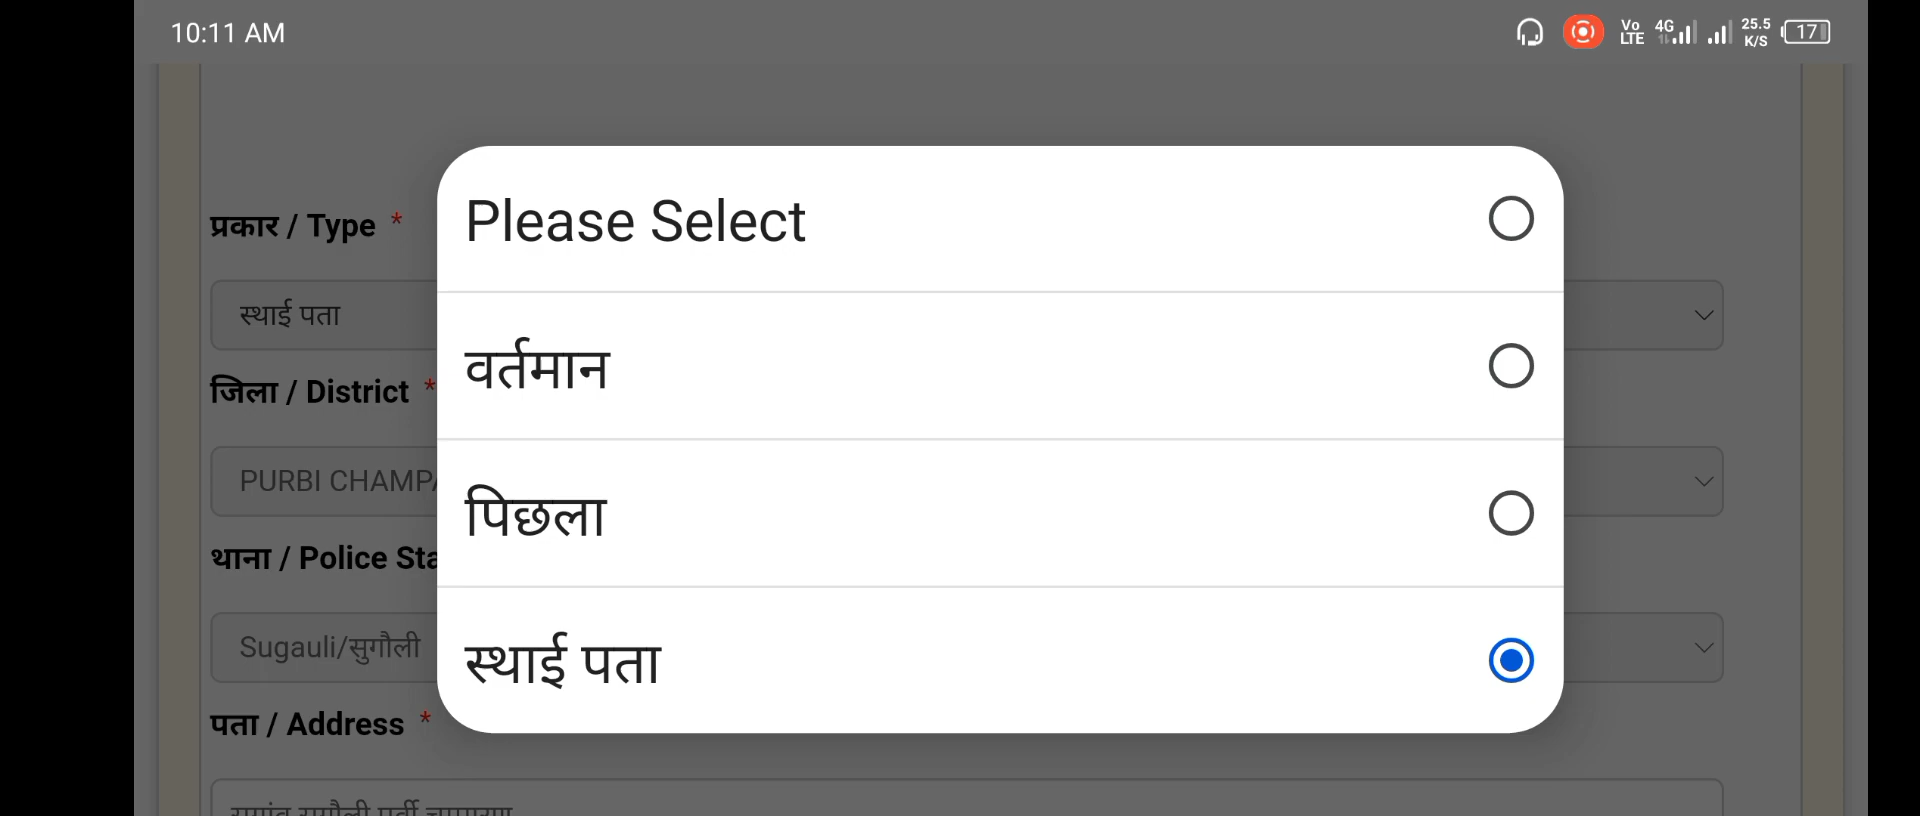 10:11 AM
Vo LTE 4G 25.5 K/S 17
Please Select
प्रकार / Type *
स्थाई पता
वर्तमान
जिला / District *
PURBI CHAMP
पिछला
थाना / Police Sta
Sugauli/सुगौली
स्थाई पता
पता / Address *